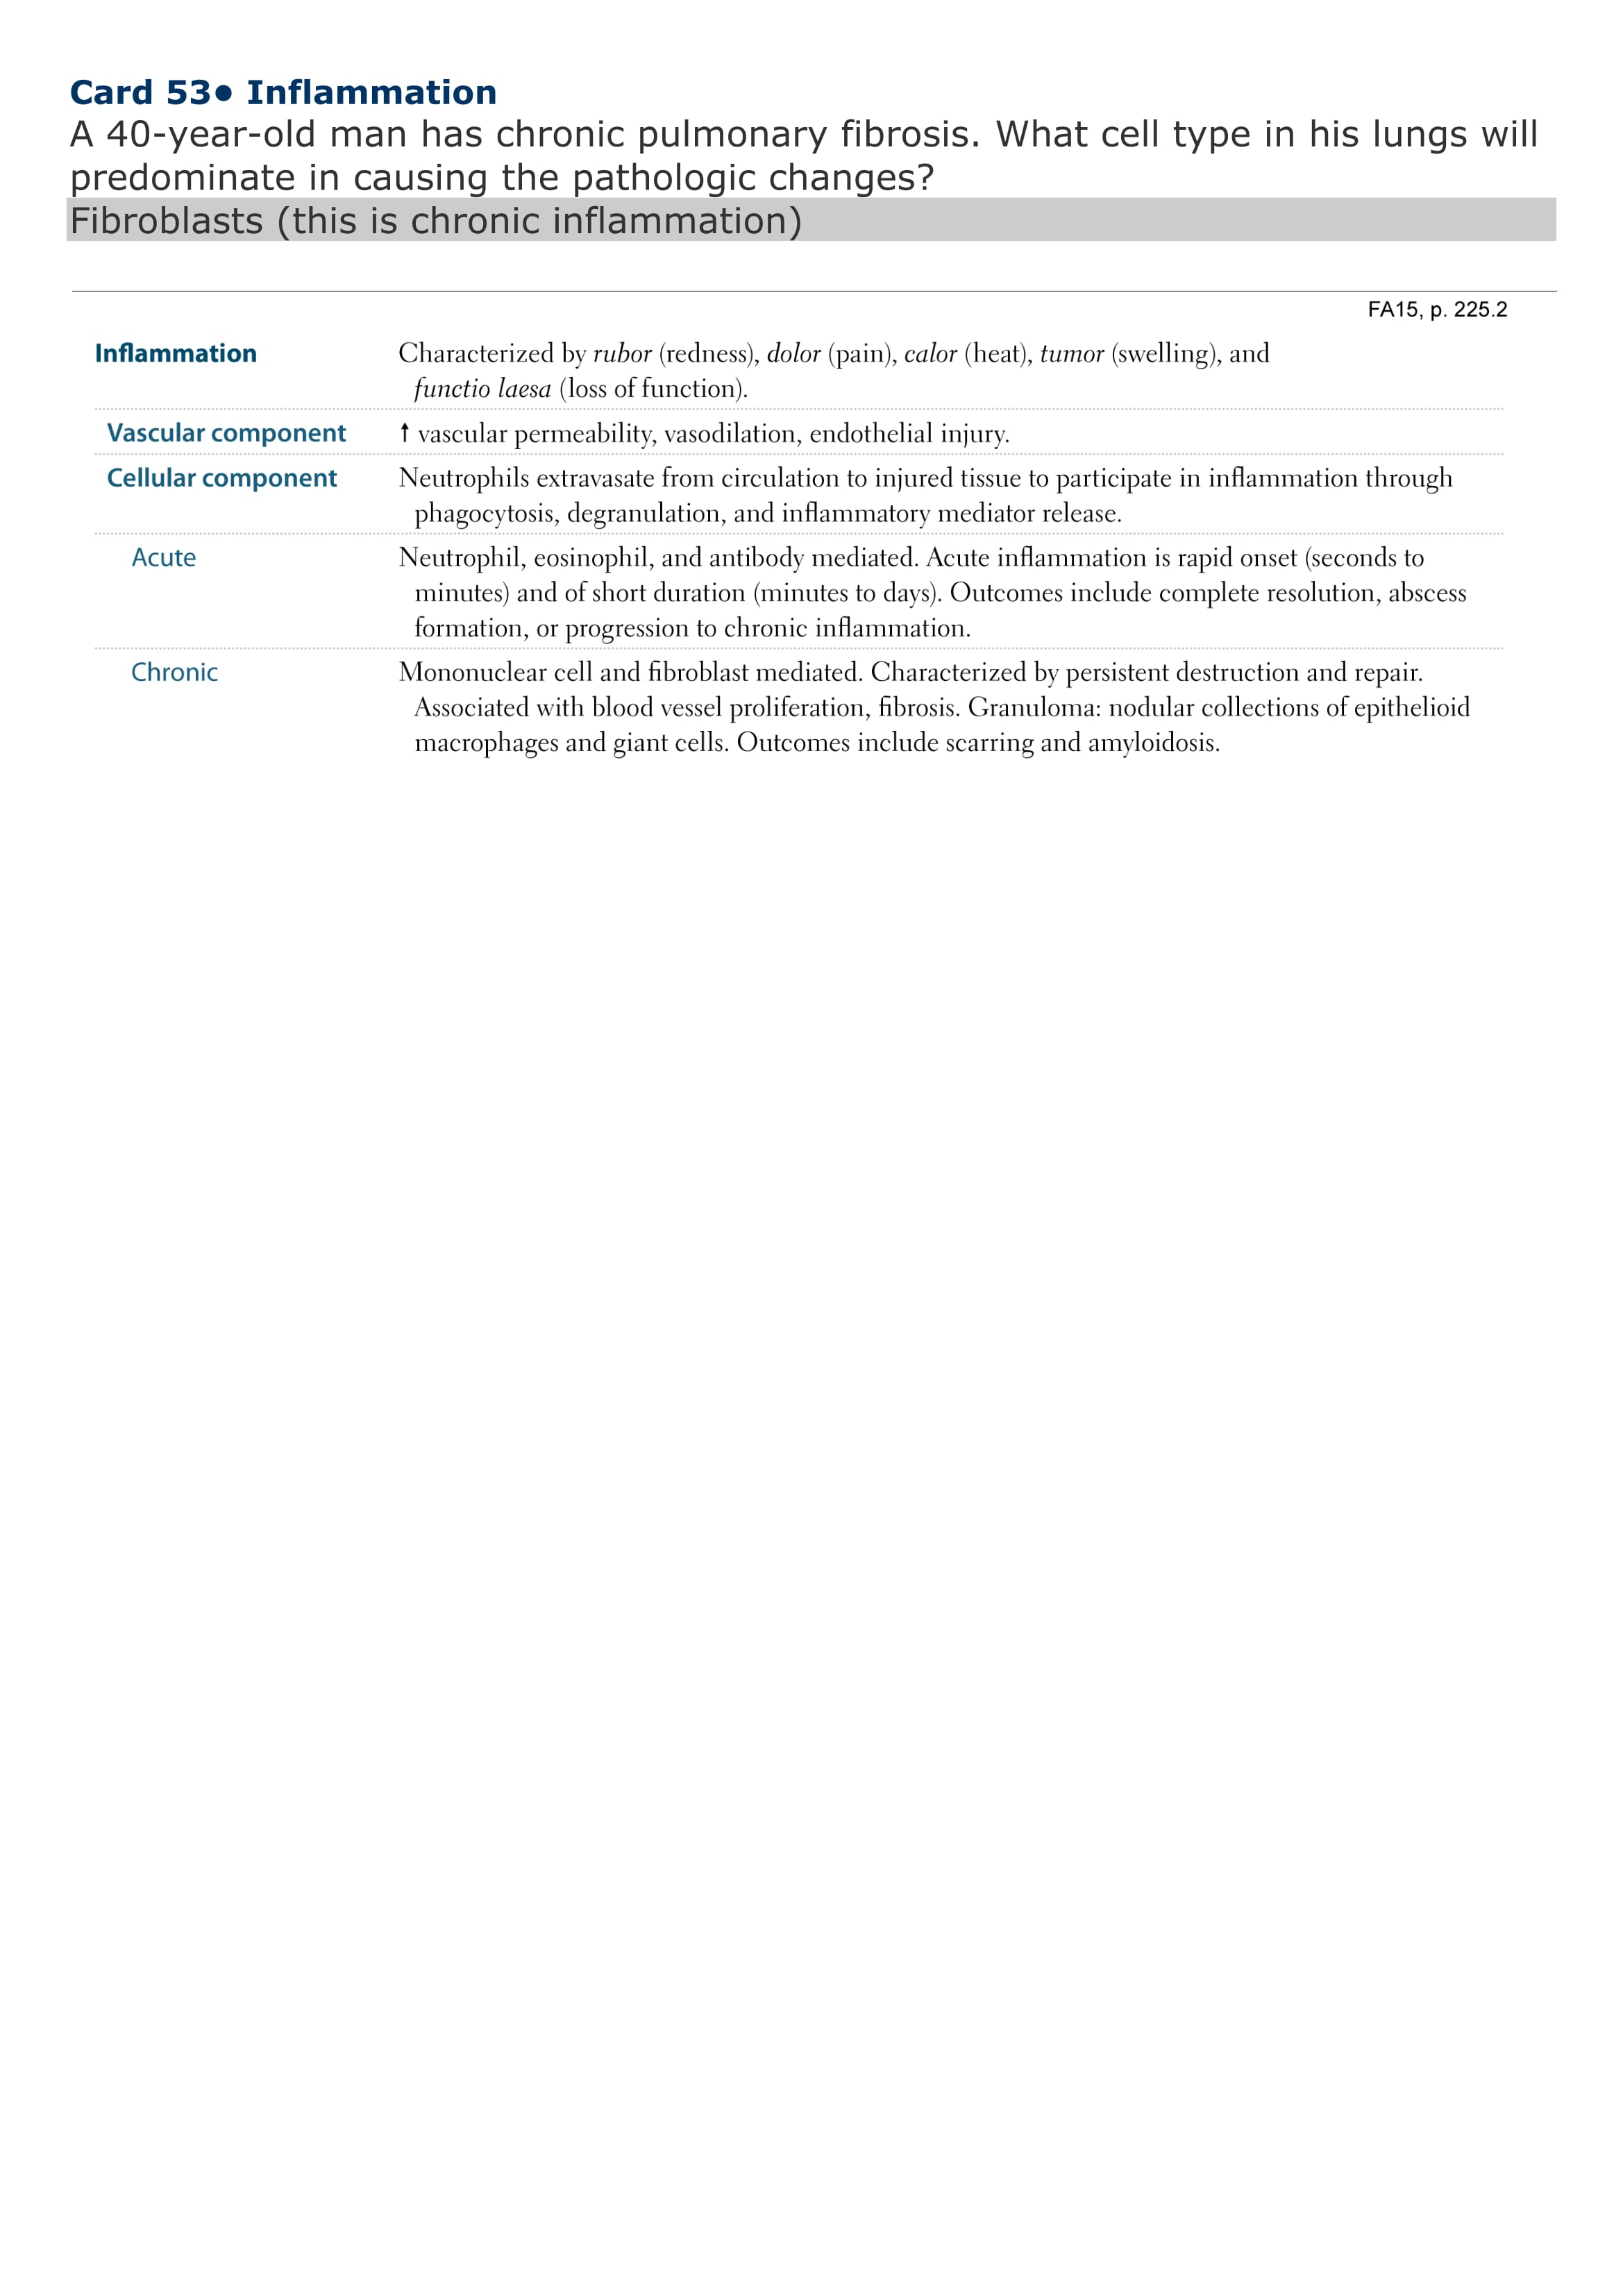 Card 53● Inflammation
A 40-year-old man has chronic pulmonary fibrosis. What cell type in his lungs will
predominate in causing the pathologic changes?
Fibroblasts (this is chronic inflammation)
FA15, p. 225.2
Inflammation Characterized by rubor (redness), dolor (pain), calor (heat), tumor (swelling), and
functio laesa (loss of function).
Vascular component ↑ vascular permeability, vasodilation, endothelial injury.
Cellular component Neutrophils extravasate from circulation to injured tissue to participate in inflammation through
phagocytosis, degranulation, and inflammatory mediator release.
Acute Neutrophil, eosinophil, and antibody mediated. Acute inflammation is rapid onset (seconds to
minutes) and of short duration (minutes to days). Outcomes include complete resolution, abscess
formation, or progression to chronic inflammation.
Chronic Mononuclear cell and fibroblast mediated. Characterized by persistent destruction and repair.
Associated with blood vessel proliferation, fibrosis. Granuloma: nodular collections of epithelioid
macrophages and giant cells. Outcomes include scarring and amyloidosis.